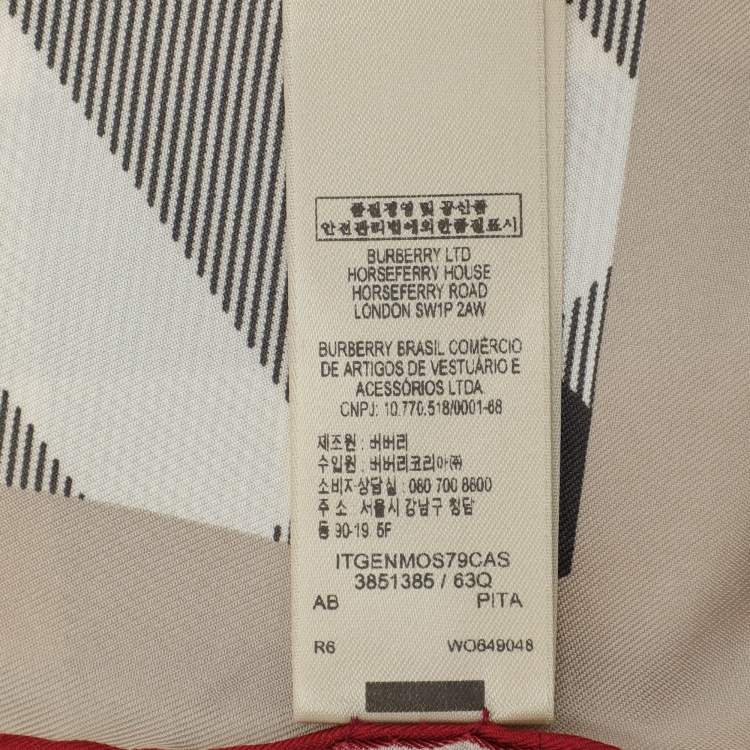 품질경영 및 공산품
안전관리법에의한품질표시
BURBERRY LTD
HORSEFERRY HOUSE
HORSEFERRY ROAD
LONDON SW1P 2AW
BURBERRY BRASIL COMÉRCIO
DE ARTIGOS DE VESTUÁRIO E
ACESSÓRIOS LTDA
CNPJ: 10.770.518/0001-68
제조원 : 버버리
수입원 : 버버리코리아㈜
소비자상담실 : 080 700 8800
주 소 : 서울시 강남구 청담
동 90-19 5F
ITGENMOS79CAS
3851385 / 63Q
AB PITA
R6 WO649048